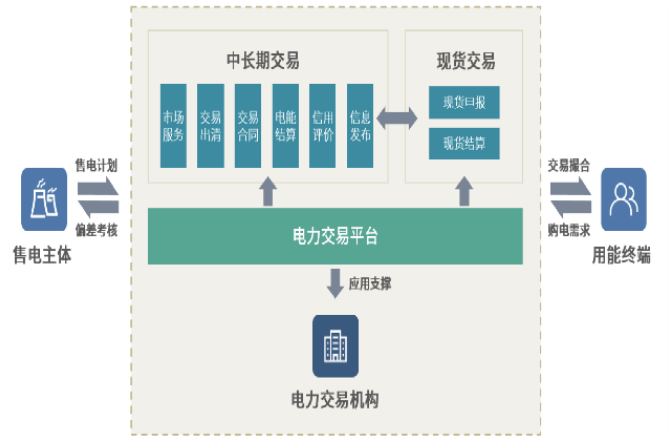 中长期交易
现货交易
市场
服务
交易
出清
交易
合同
电能
结算
信用
评价
信息
发布
现货申报
现货结算
售电计划
偏差考核
售电主体
交易撮合
购电需求
用能终端
电力交易平台
应用支撑
电力交易机构